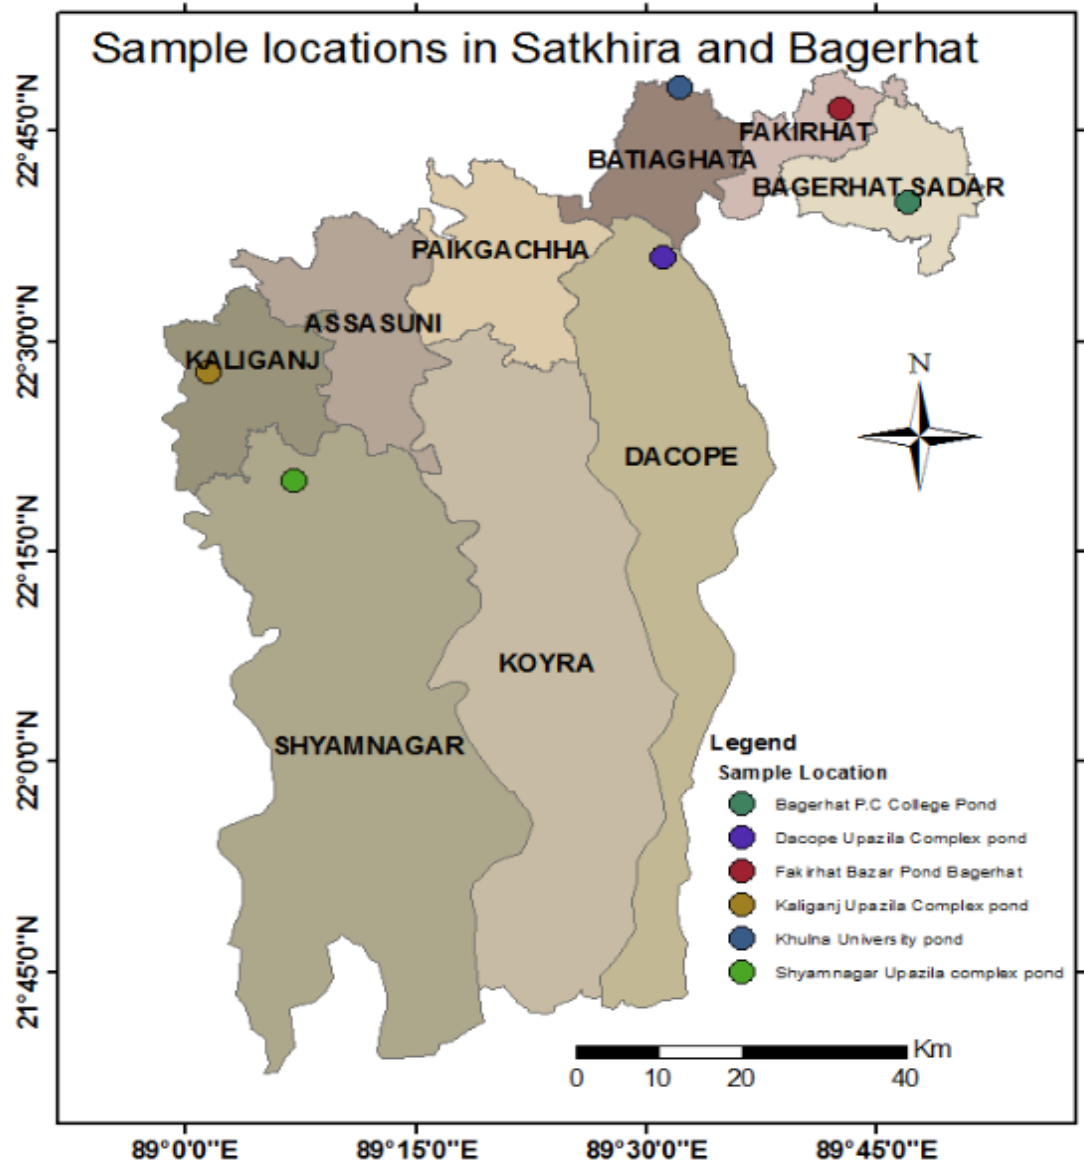 Sample locations in Satkhira and Bagerhat
22°45'0"N
FAKIRHAT
BATIAGHATA
BAGERHAT SADAR
PAIKGACHHA
22°30'0"N
ASSASUNI
KALIGANJ
N
DACOPE
22°15'0"N
KOYRA
SHYAMNAGAR
22°0'0"N
Legend
Sample Location
Bagerhat P.C College Pond
Dacope Upazila Complex pond
Fakirhat Bazar Pond Bagerhat
Kaliganj Upazila Complex pond
Khulna University pond
Shyamnagar Upazila complex pond
21°45'0"N
Km
0 10 20 40
89°0'0"E 89°15'0"E 89°30'0"E 89°45'0"E